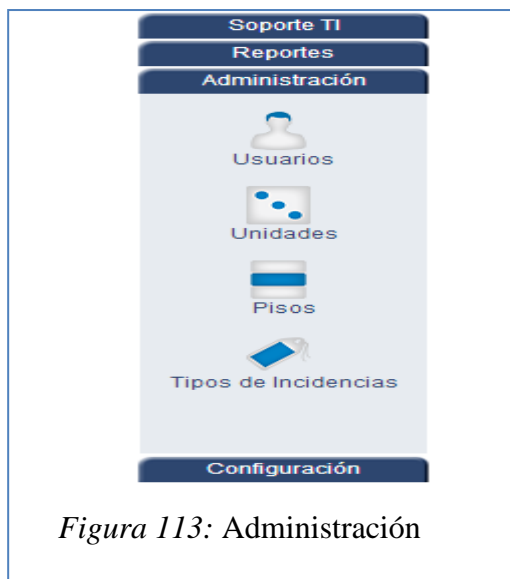 Soporte TI
Reportes
Administración
Usuarios
Unidades
Pisos
Tipos de Incidencias
Configuración
Figura 113: Administración